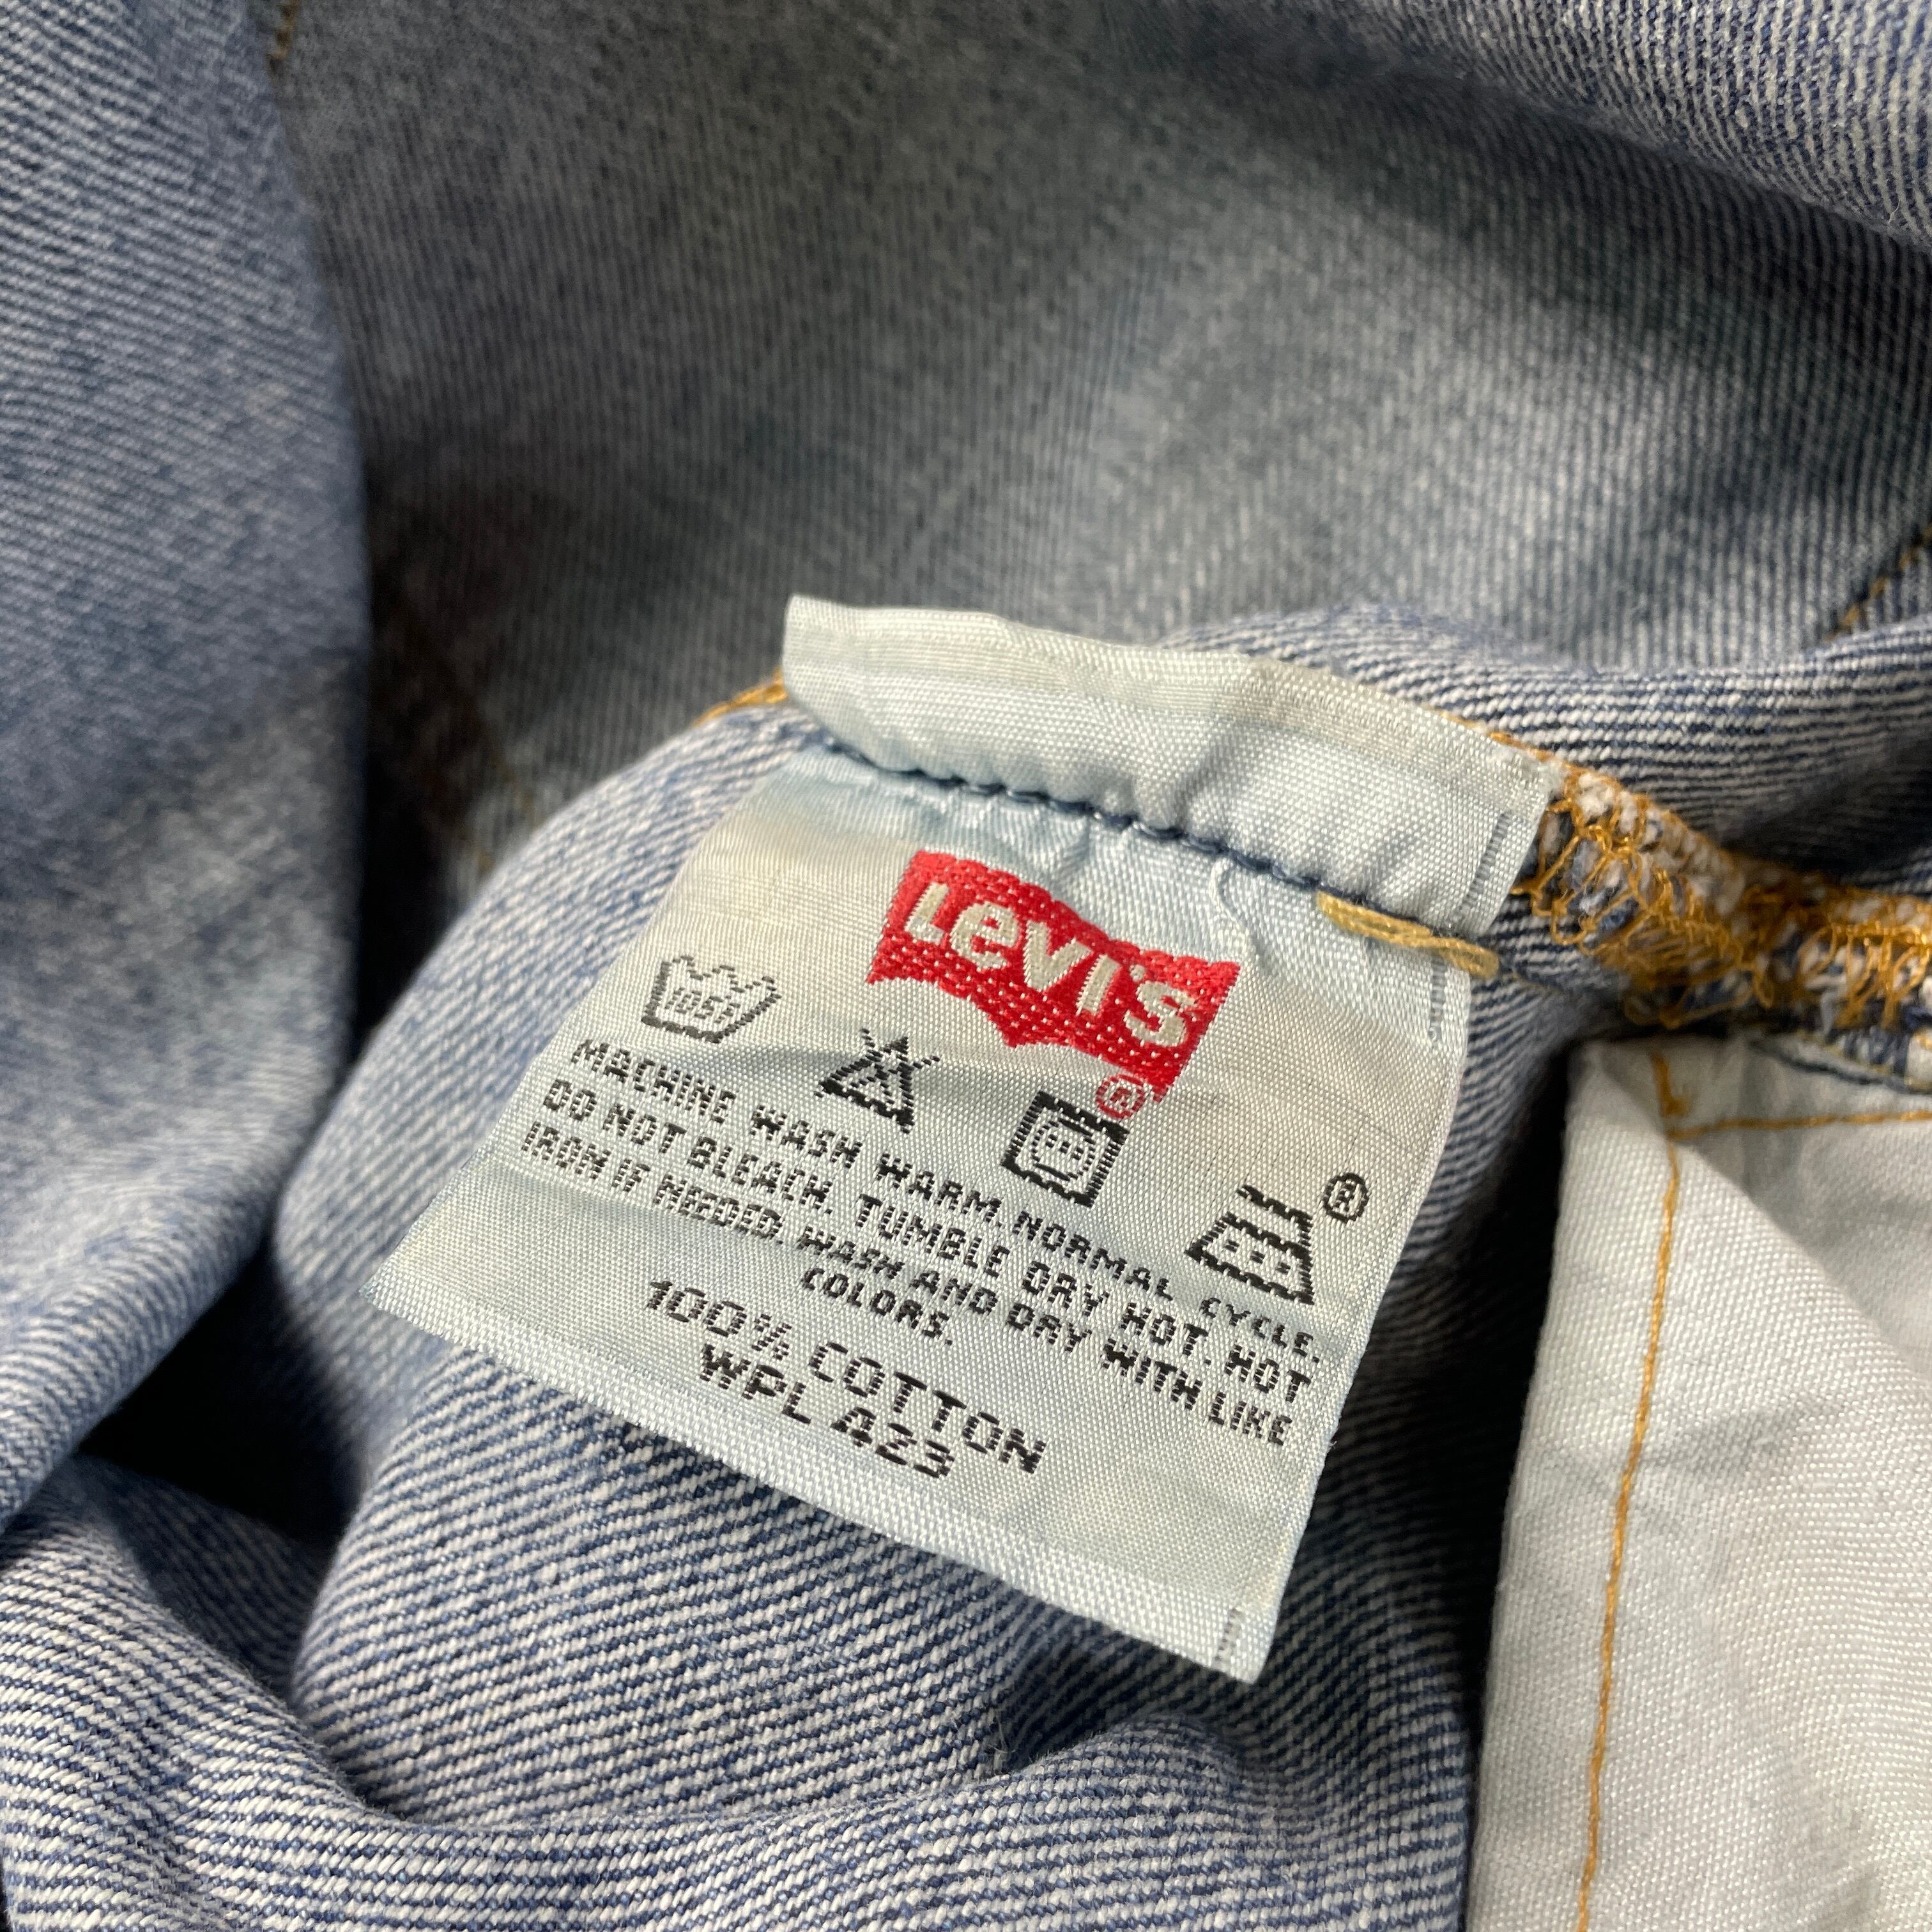 Levi's
®
105F
®
MACHINE WASH WARM. NORMAL CYCLE.
DO NOT BLEACH. TUMBLE DRY HOT. HOT
IRON IF NEEDED. WASH AND DRY WITH LIKE
COLORS.
100% COTTON
WPL 423